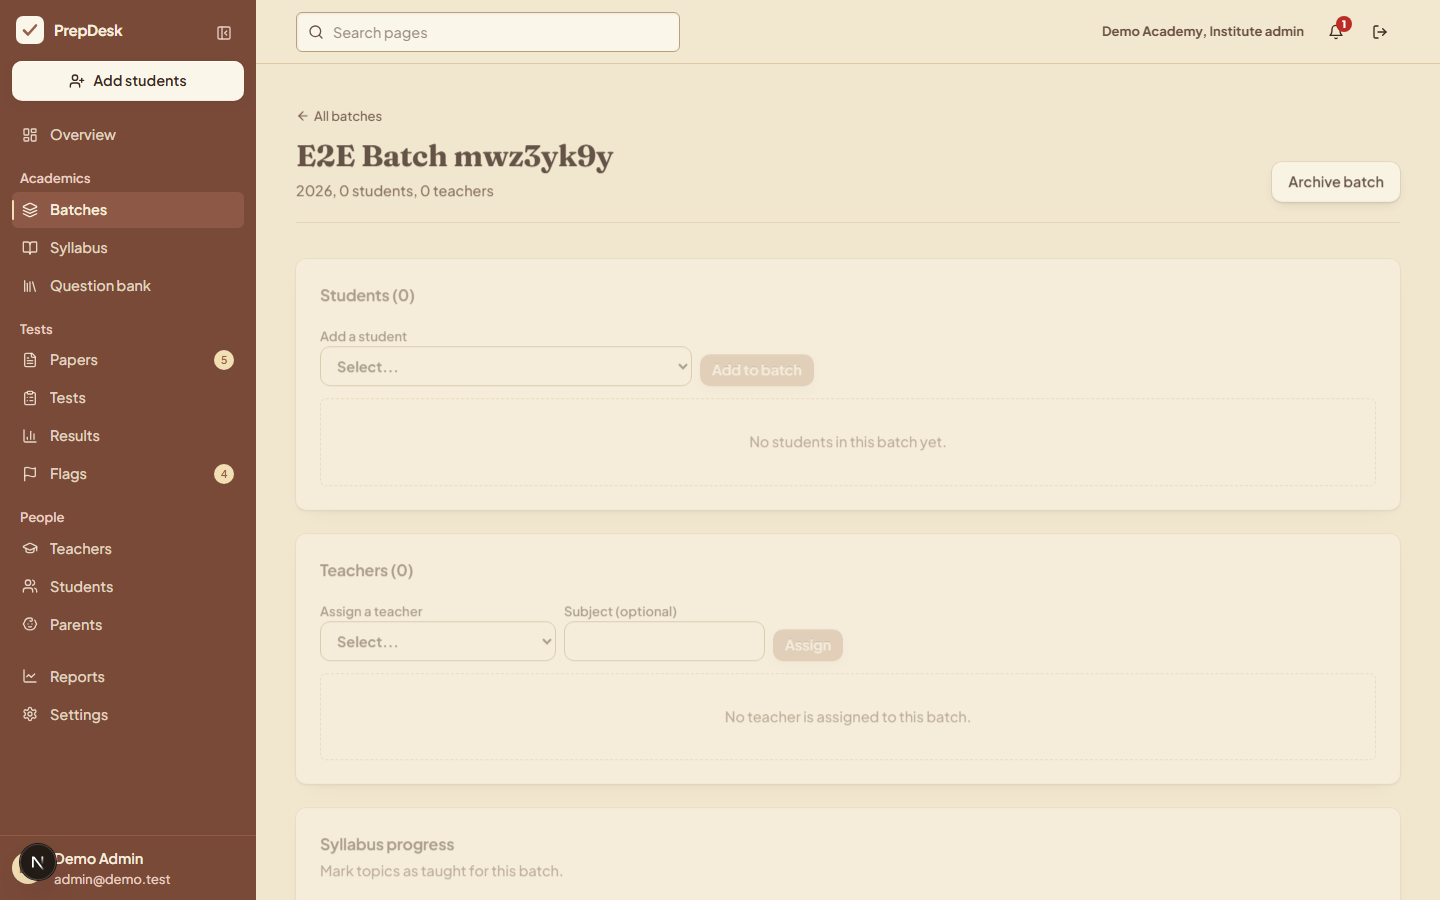 PrepDesk
Add students
Overview
Academics
Batches
Syllabus
Question bank
Tests
Papers 5
Tests
Results
Flags 4
People
Teachers
Students
Parents
Reports
Settings
N
Demo Admin
admin@demo.test
Search pages
Demo Academy, Institute admin
1
All batches
E2E Batch mwz3yk9y
2026, 0 students, 0 teachers
Archive batch
Students (0)
Add a student
Select... Add to batch
No students in this batch yet.
Teachers (0)
Assign a teacher Subject (optional)
Select... Assign
No teacher is assigned to this batch.
Syllabus progress
Mark topics as taught for this batch.